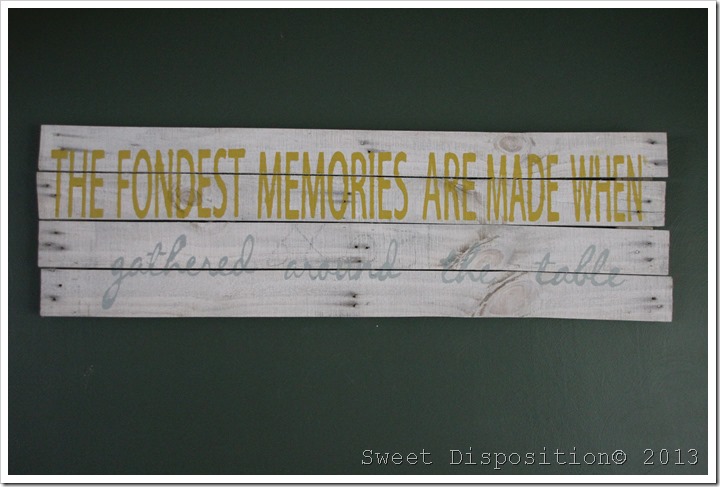 THE FONDEST MEMORIES ARE MADE WHEN
gathered around the table
Sweet Disposition© 2013